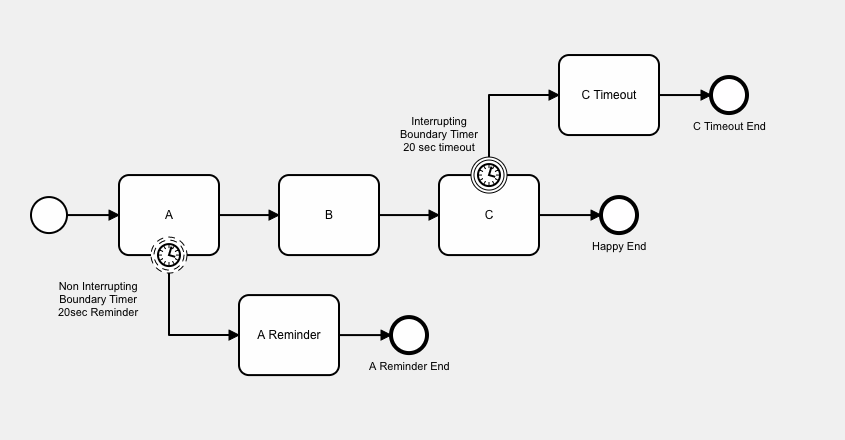 C Timeout
C Timeout End
Interrupting
Boundary Timer
20 sec timeout
A
B
C
Happy End
Non Interrupting
Boundary Timer
20sec Reminder
A Reminder
A Reminder End